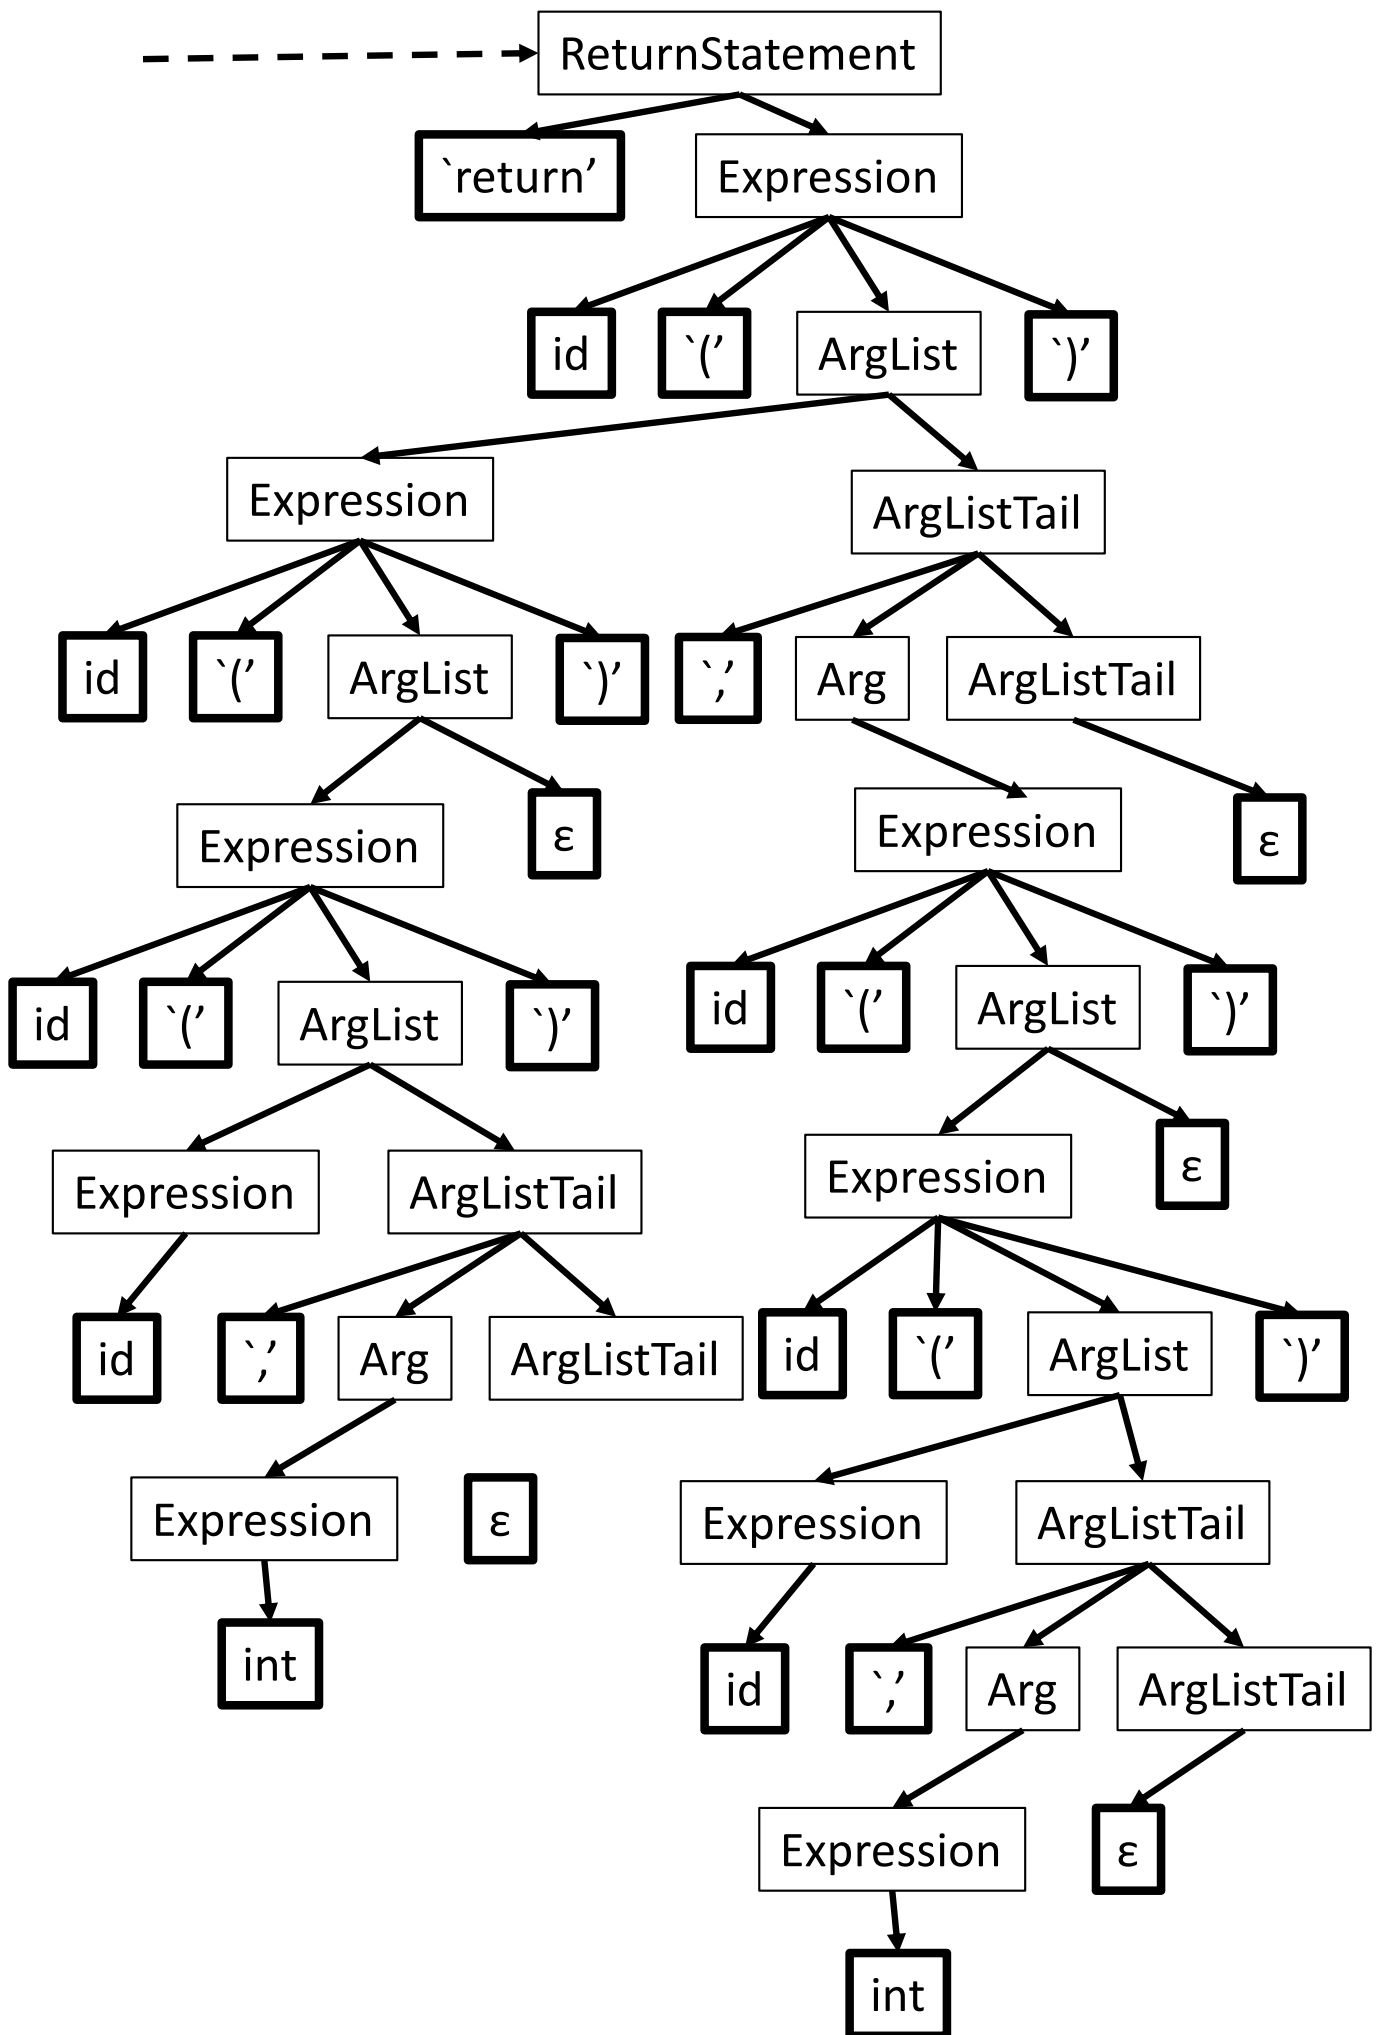 ReturnStatement
`return’ Expression
id `(’ ArgList `)’
Expression ArgListTail
id `(’ ArgList `)’ `,’ Arg ArgListTail
Expression ε Expression ε
id `(’ ArgList `)’ id `(’ ArgList `)’
Expression ArgListTail Expression ε
id `,’ Arg ArgListTail id `(’ ArgList `)’
Expression ε Expression ArgListTail
int id `,’ Arg ArgListTail
Expression ε
int